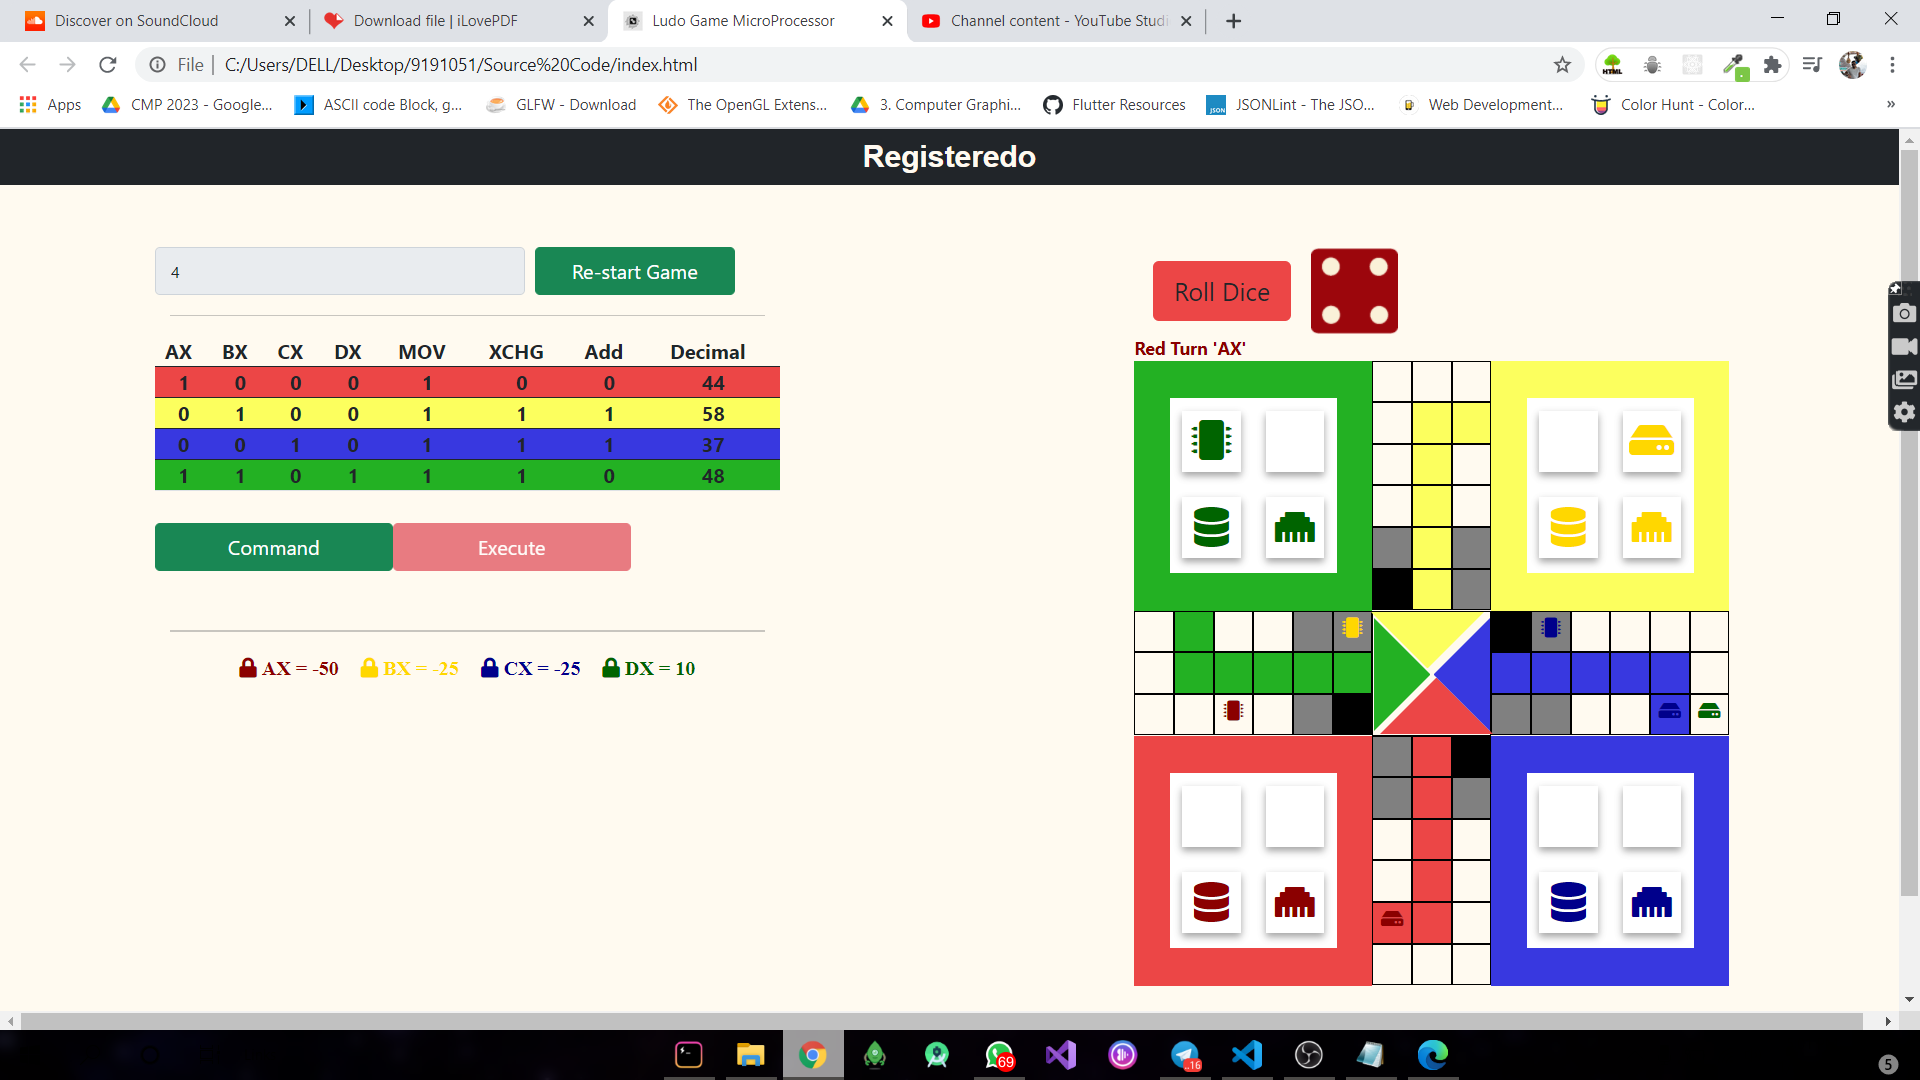 Discover on SoundCloud
Download file | iLovePDF
Ludo Game MicroProcessor
Channel content - YouTube Studi
File
C:/Users/DELL/Desktop/9191051/Source%20Code/index.html
HTML
Apps
CMP 2023 - Google...
ASCII code Block, g...
GLFW - Download
The OpenGL Extens...
3. Computer Graphi...
Flutter Resources
JSON
JSONLint - The JSO...
Web Development...
Color Hunt - Color...
»
Registeredo
4
Re-start Game
Roll Dice
AX BX CX DX MOV XCHG Add Decimal
1 0 0 0 1 0 0 44
0 1 0 0 1 1 1 58
0 0 1 0 1 1 1 37
1 1 0 1 1 1 0 48
Red Turn 'AX'
Command
Execute
AX = -50 BX = -25 CX = -25 DX = 10
69
..16
5